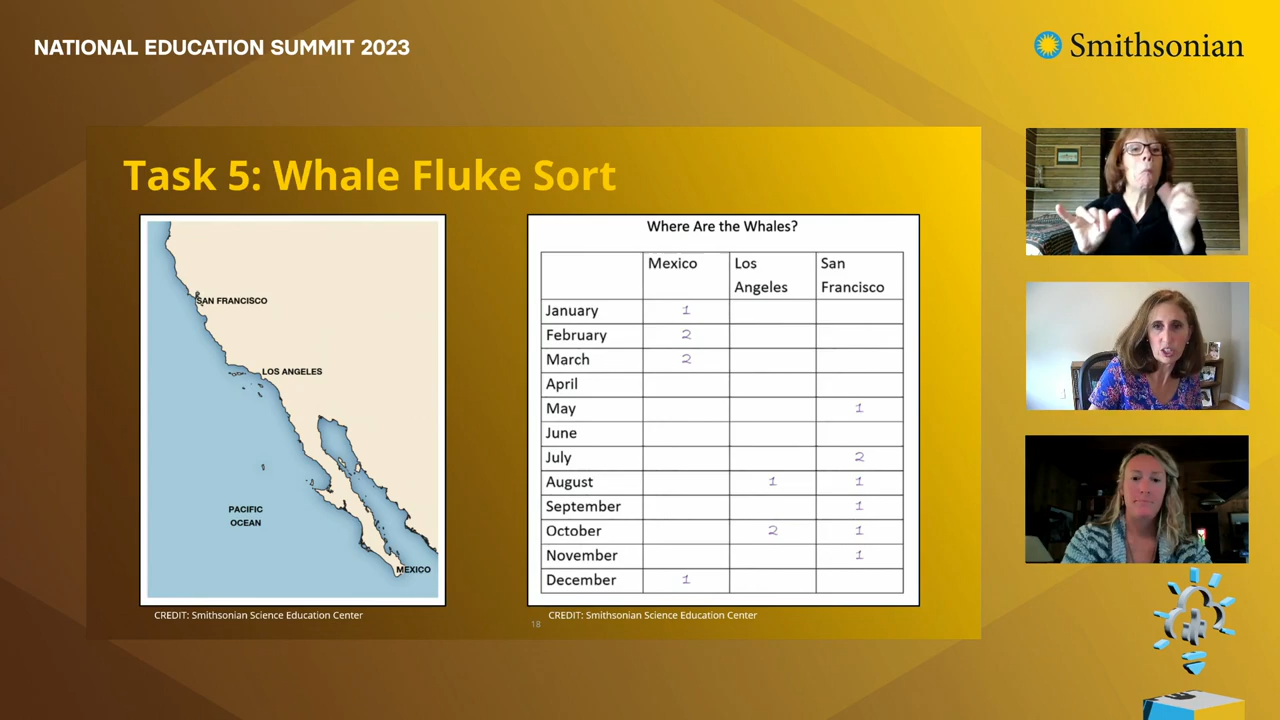 NATIONAL EDUCATION SUMMIT 2023
Smithsonian
Task 5: Whale Fluke Sort
SAN FRANCISCO
LOS ANGELES
PACIFIC
OCEAN
MEXICO
CREDIT: Smithsonian Science Education Center
Where Are the Whales?
Mexico Los Angeles San Francisco
January 1
February 2
March 2
April
May 1
June
July 2
August 1 1
September 1
October 2 1
November 1
December 1
CREDIT: Smithsonian Science Education Center
18